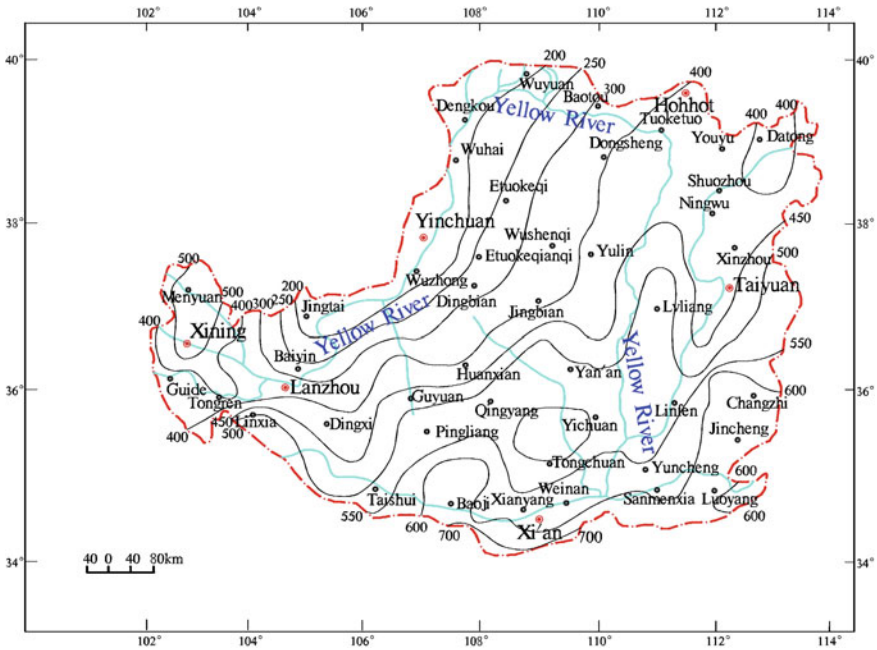 102° 104° 106° 108° 110° 112° 114°
40° 40°
200 250
Wuyuan
Baotou 300 400
Hohhot
Dengkou
Yellow River
Tuoketuo
400 400
Youyu Datong
Wuhai
Dongsheng
Etuokeqi
Shuozhou
Ningwu
38° 38°
450
Yinchuan
Wushenqi
Yulin
Xinzhou
500
Etuokeqianqi
500
Wuzhong
Taiyuan
Menyuan
500 400 300 250 200
Jingtai
Dingbian
Jingbian
Lvliang
400
Xining
Yellow River
Yellow River
550
Baiyin
Huanxian
Yan'an
36° 36°
Guide
Lanzhou
Tongren
Guyuan
Qingyang
Linfen
Changzhi
600
400 450 500
Linxia
Dingxi
Pingliang
Yichuan
Jincheng
Tongchuan
Yuncheng
600
Taishui
Baoji
Xianyang
Weinan
Sanmenxia
Luoyang
550
600
600
700
Xi'an
700
34° 34°
40 0 40 80km
102° 104° 106° 108° 110° 112° 114°